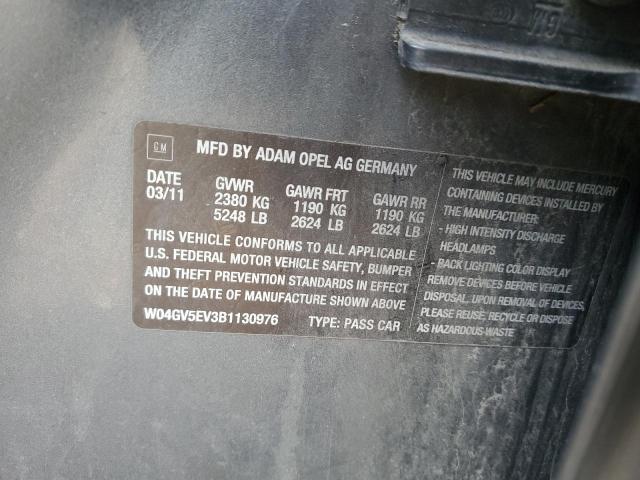 GM
GM
MFD BY ADAM OPEL AG GERMANY
DATE GVWR GAWR FRT GAWR RR
03/11 2380 KG 1190 KG 1190 KG
5248 LB 2624 LB 2624 LB
THIS VEHICLE CONFORMS TO ALL APPLICABLE
U.S. FEDERAL MOTOR VEHICLE SAFETY, BUMPER
AND THEFT PREVENTION STANDARDS IN EFFECT
ON THE DATE OF MANUFACTURE SHOWN ABOVE
W04GV5EV3B1130976 TYPE: PASS CAR
THIS VEHICLE MAY INCLUDE MERCURY
CONTAINING DEVICES INSTALLED BY
THE MANUFACTURER:
- HIGH INTENSITY DISCHARGE
HEADLAMPS
- BACK LIGHTING COLOR DISPLAY
REMOVE DEVICES BEFORE VEHICLE
DISPOSAL. UPON REMOVAL OF DEVICES,
PLEASE REUSE, RECYCLE OR DISPOSE
AS HAZARDOUS WASTE